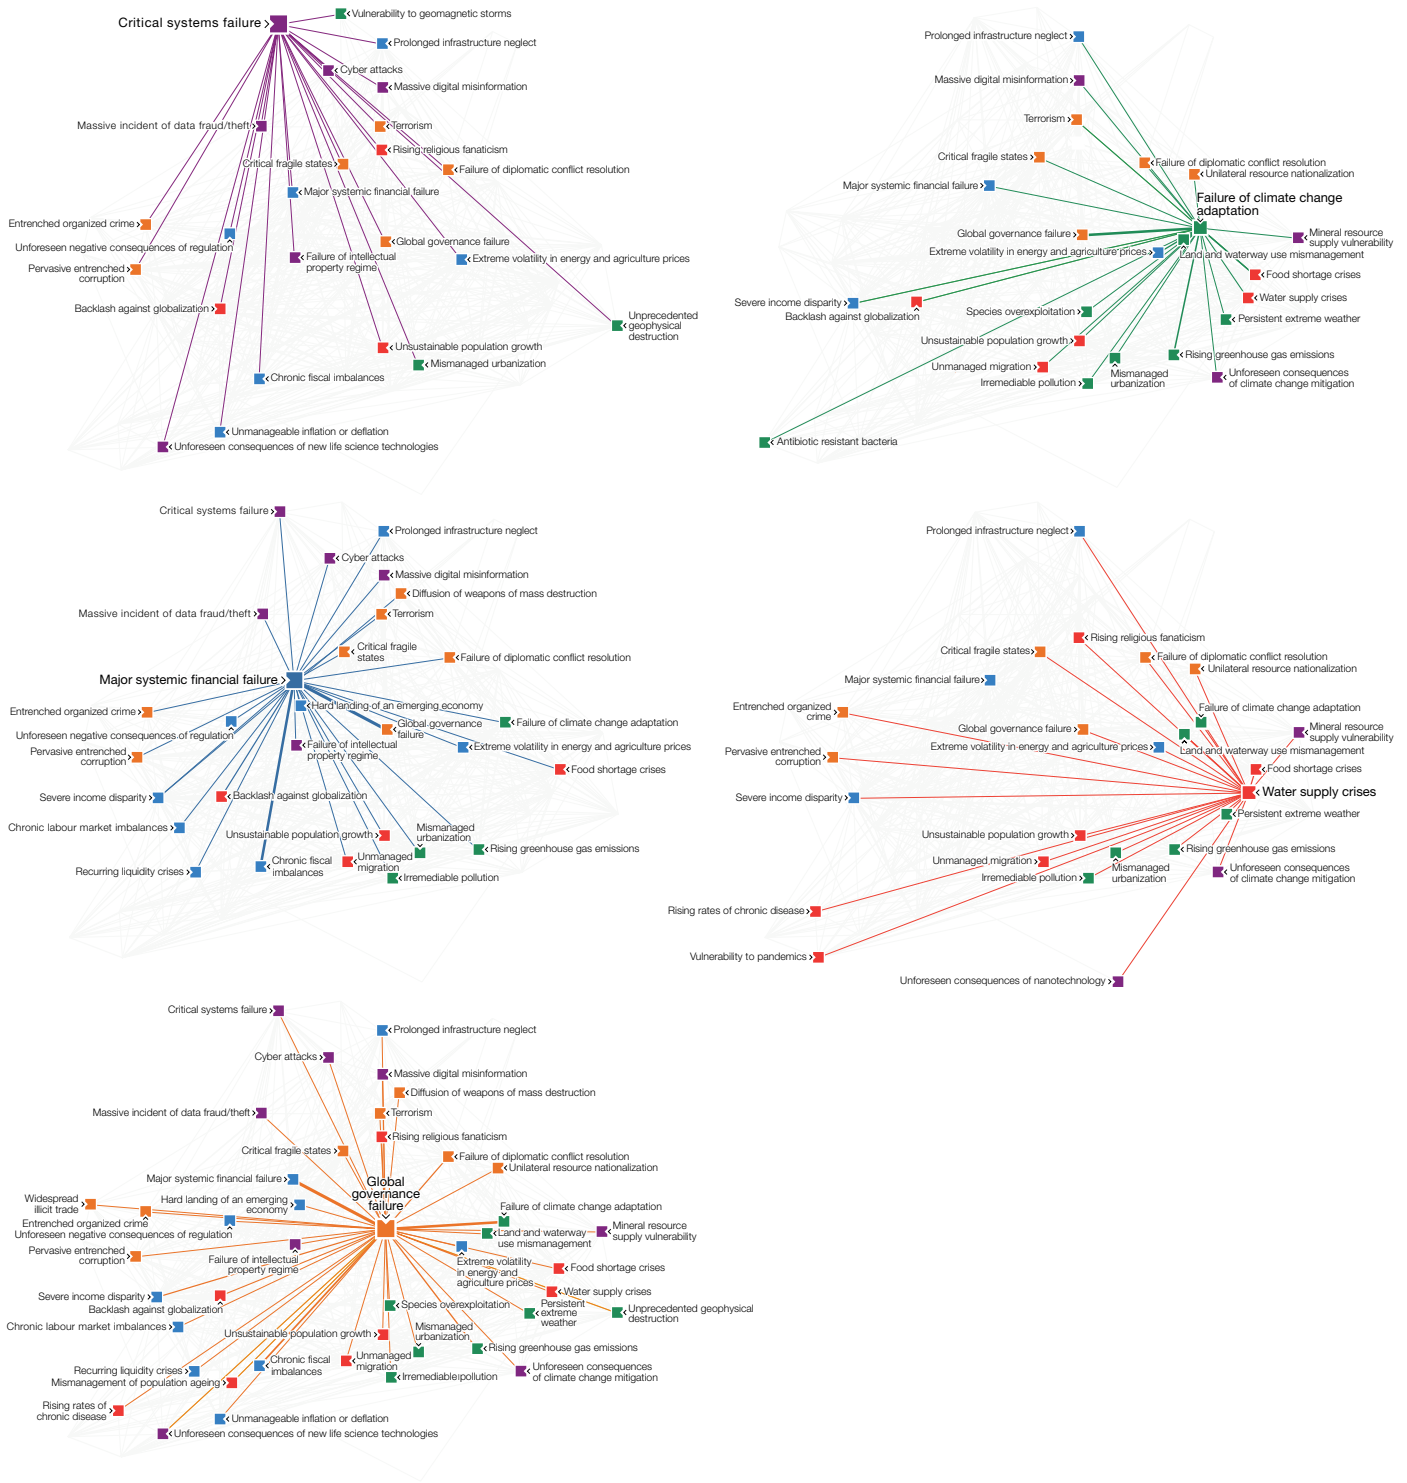 Critical systems failure
Vulnerability to geomagnetic storms
Prolonged infrastructure neglect
Cyber attacks
Massive digital misinformation
Massive incident of data fraud/theft
Terrorism
Rising religious fanaticism
Critical fragile states
Failure of diplomatic conflict resolution
Major systemic financial failure
Entrenched organized crime
Unforeseen negative consequences of regulation
Global governance failure
Failure of intellectual
property regime
Extreme volatility in energy and agriculture prices
Pervasive entrenched
corruption
Backlash against globalization
Unprecedented
geophysical
destruction
Unsustainable population growth
Mismanaged urbanization
Chronic fiscal imbalances
Unmanageable inflation or deflation
Unforeseen consequences of new life science technologies
Prolonged infrastructure neglect
Massive digital misinformation
Terrorism
Critical fragile states
Failure of diplomatic conflict resolution
Unilateral resource nationalization
Major systemic financial failure
Failure of climate change
adaptation
Global governance failure
Mineral resource
supply vulnerability
Extreme volatility in energy and agriculture prices
Land and waterway use mismanagement
Food shortage crises
Severe income disparity
Backlash against globalization
Water supply crises
Species overexploitation
Persistent extreme weather
Unsustainable population growth
Rising greenhouse gas emissions
Unmanaged migration
Mismanaged
urbanization
Irremediable pollution
Unforeseen consequences
of climate change mitigation
Antibiotic resistant bacteria
Critical systems failure
Prolonged infrastructure neglect
Cyber attacks
Massive digital misinformation
Diffusion of weapons of mass destruction
Massive incident of data fraud/theft
Terrorism
Critical fragile
states
Failure of diplomatic conflict resolution
Major systemic financial failure
Hard landing of an emerging economy
Entrenched organized crime
Unforeseen negative consequences of regulation
Global governance
failure
Failure of climate change adaptation
Pervasive entrenched
corruption
Failure of intellectual
property regime
Extreme volatility in energy and agriculture prices
Food shortage crises
Severe income disparity
Backlash against globalization
Chronic labour market imbalances
Unsustainable population growth
Mismanaged
urbanization
Rising greenhouse gas emissions
Recurring liquidity crises
Chronic fiscal
imbalances
Unmanaged
migration
Irremediable pollution
Prolonged infrastructure neglect
Rising religious fanaticism
Critical fragile states
Failure of diplomatic conflict resolution
Unilateral resource nationalization
Major systemic financial failure
Entrenched organized
crime
Failure of climate change adaptation
Global governance failure
Mineral resource
supply vulnerability
Pervasive entrenched
corruption
Extreme volatility in energy and agriculture prices
Land and waterway use mismanagement
Food shortage crises
Severe income disparity
Water supply crises
Persistent extreme weather
Unsustainable population growth
Rising greenhouse gas emissions
Unmanaged migration
Mismanaged
urbanization
Irremediable pollution
Unforeseen consequences
of climate change mitigation
Rising rates of chronic disease
Vulnerability to pandemics
Unforeseen consequences of nanotechnology
Critical systems failure
Prolonged infrastructure neglect
Cyber attacks
Massive digital misinformation
Diffusion of weapons of mass destruction
Massive incident of data fraud/theft
Terrorism
Rising religious fanaticism
Critical fragile states
Failure of diplomatic conflict resolution
Unilateral resource nationalization
Major systemic financial failure
Global
governance
failure
Widespread
illicit trade
Hard landing of an emerging
economy
Entrenched organized crime
Unforeseen negative consequences of regulation
Failure of climate change adaptation
Land and waterway
use mismanagement
Mineral resource
supply vulnerability
Pervasive entrenched
corruption
Failure of intellectual
property regime
Extreme volatility
in energy and
agriculture prices
Food shortage crises
Severe income disparity
Backlash against globalization
Water supply crises
Species overexploitation
Persistent
extreme
weather
Unprecedented geophysical
destruction
Chronic labour market imbalances
Unsustainable population growth
Mismanaged
urbanization
Rising greenhouse gas emissions
Recurring liquidity crises
Chronic fiscal
imbalances
Unmanaged
migration
Mismanagement of population ageing
Irremediable pollution
Unforeseen consequences
of climate change mitigation
Rising rates of
chronic disease
Unmanageable inflation or deflation
Unforeseen consequences of new life science technologies